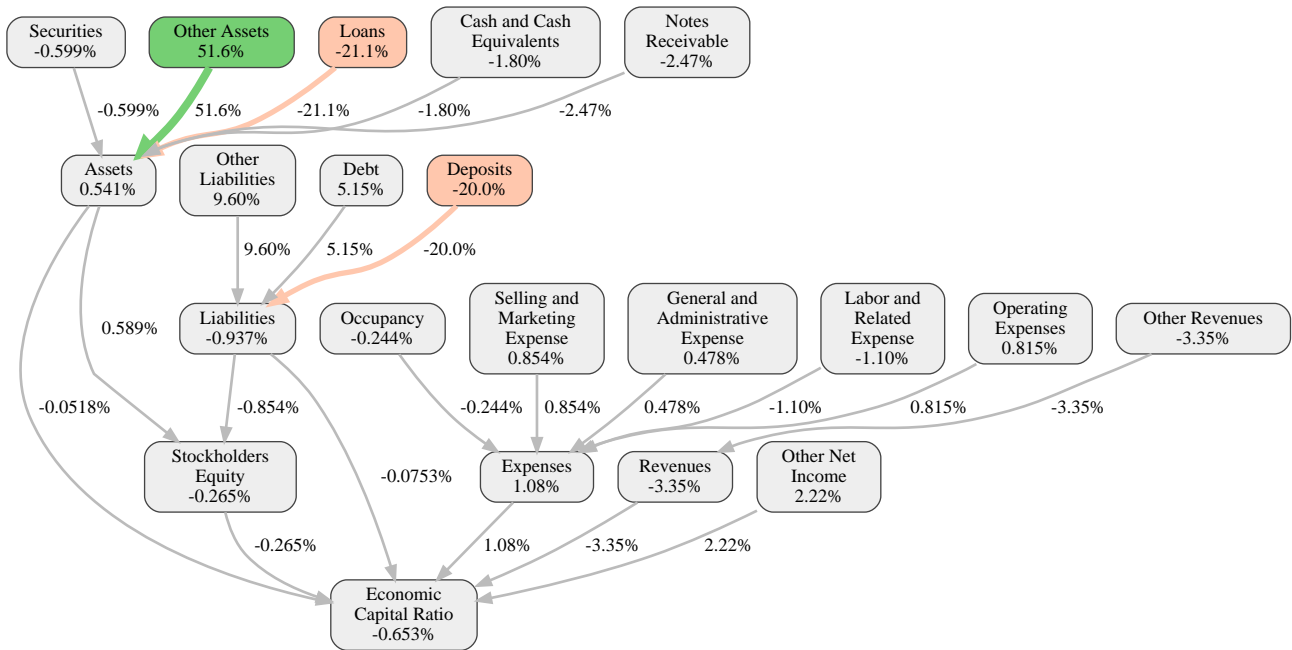 Securities
-0.599%
Other Assets
51.6%
Loans
-21.1%
Cash and Cash
Equivalents
-1.80%
Notes
Receivable
-2.47%
-0.599%
51.6%
-21.1%
-1.80%
-2.47%
Assets
0.541%
Other
Liabilities
9.60%
Debt
5.15%
Deposits
-20.0%
9.60%
5.15%
-20.0%
0.589%
Liabilities
-0.937%
Occupancy
-0.244%
Selling and
Marketing
Expense
0.854%
General and
Administrative
Expense
0.478%
Labor and
Related
Expense
-1.10%
Operating
Expenses
0.815%
Other Revenues
-3.35%
-0.0518%
-0.854%
-0.244%
0.854%
0.478%
-1.10%
0.815%
-3.35%
Stockholders
Equity
-0.265%
-0.0753%
Expenses
1.08%
Revenues
-3.35%
Other Net
Income
2.22%
-0.265%
1.08%
-3.35%
2.22%
Economic
Capital Ratio
-0.653%